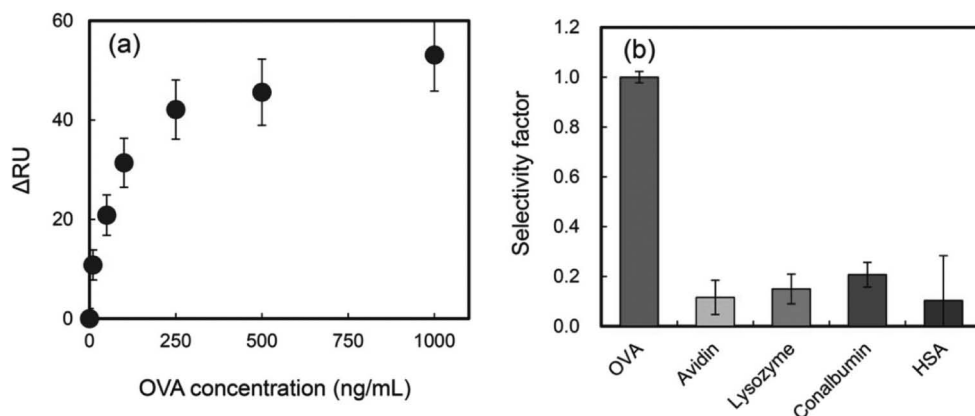 (a)
60
40
20
0
ΔRU
0 250 500 750 1000
OVA concentration (ng/mL)
(b)
1.2
1.0
0.8
0.6
0.4
0.2
0.0
Selectivity factor
OVA
Avidin
Lysozyme
Conalbumin
HSA